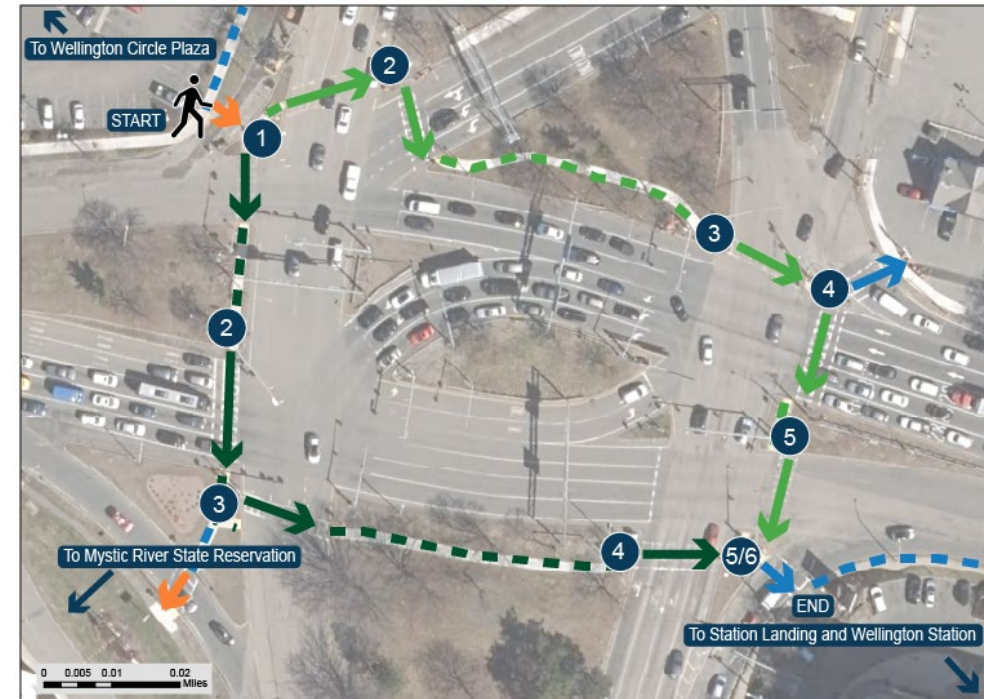 To Wellington Circle Plaza
START
1
2
2
3
4
5
3
4
5/6
To Mystic River State Reservation
END
To Station Landing and Wellington Station
0 0.005 0.01 0.02
Miles